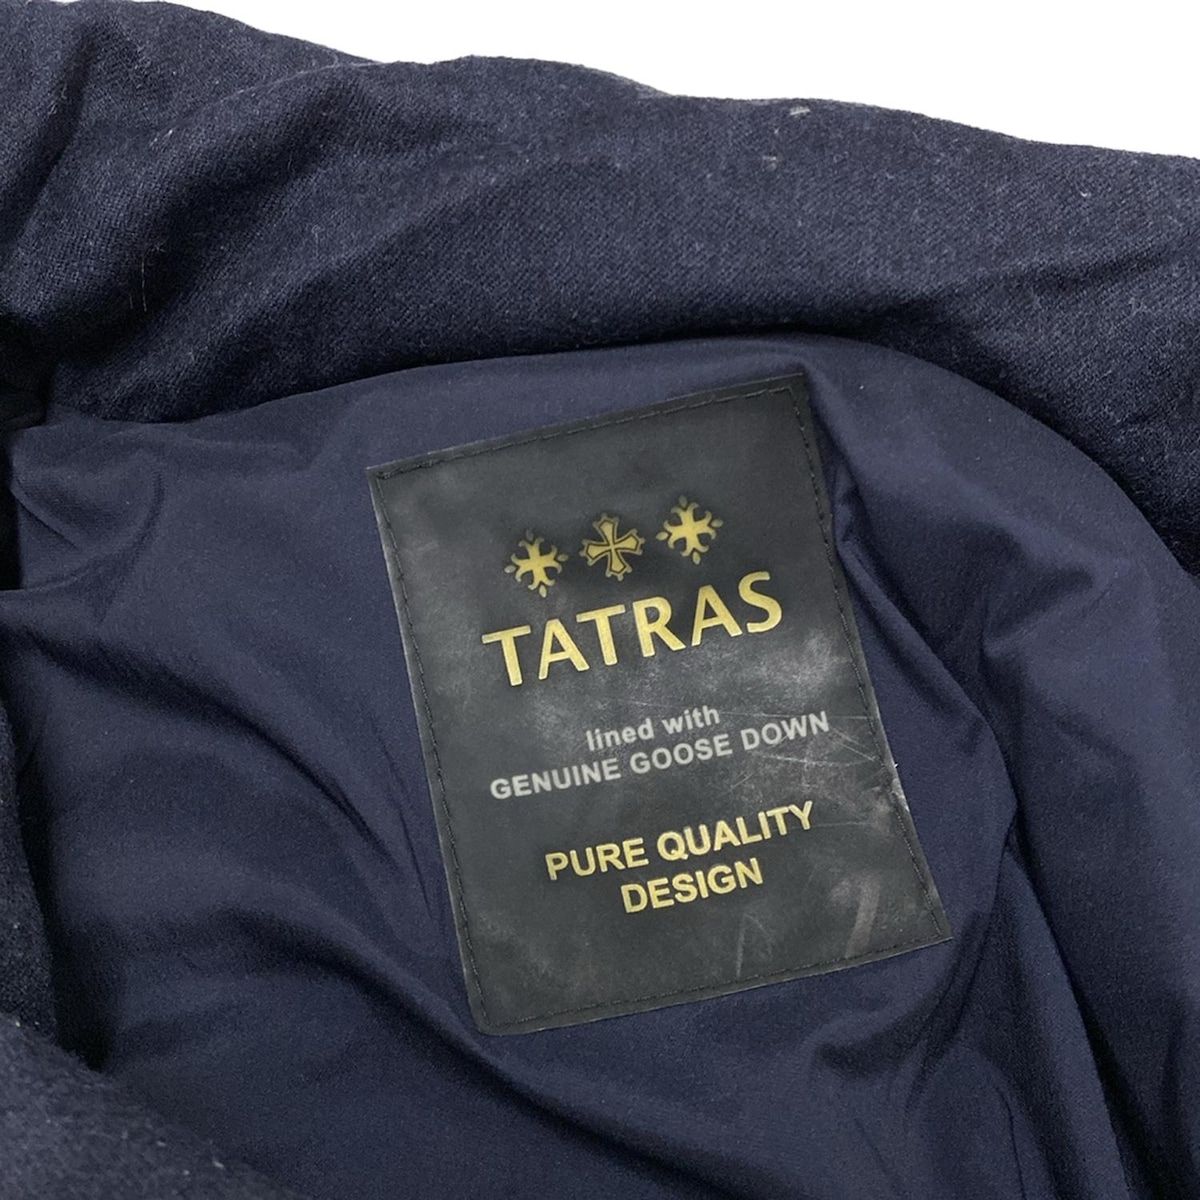 TATRAS
lined with
GENUINE GOOSE DOWN
PURE QUALITY
DESIGN